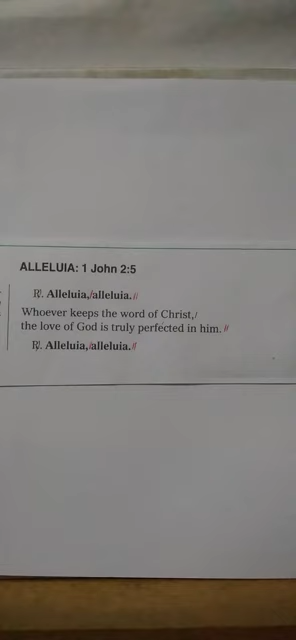 ALLELUIA: 1 John 2:5
℟. Alleluia,/alleluia.//
Whoever keeps the word of Christ,/
the love of God is truly perfected in him.//
℟. Alleluia,/alleluia.//